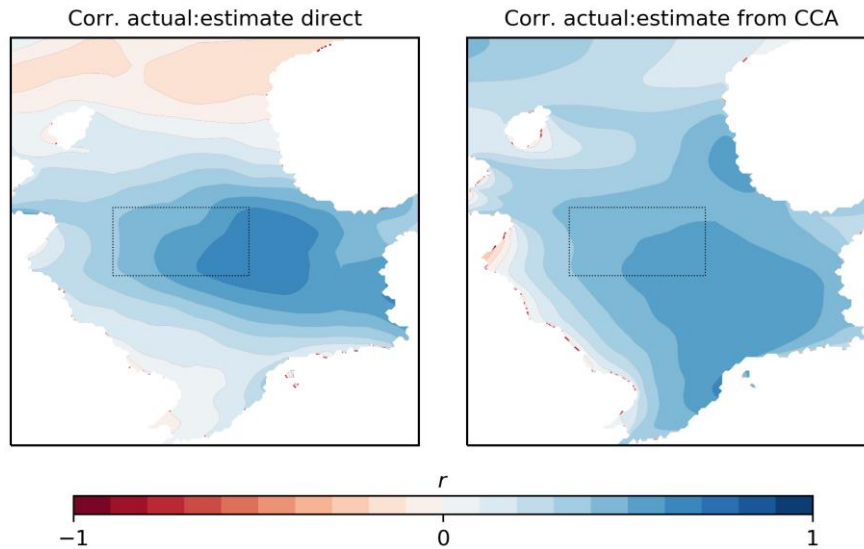 Corr. actual:estimate direct
Corr. actual:estimate from CCA
r
−1
0
1